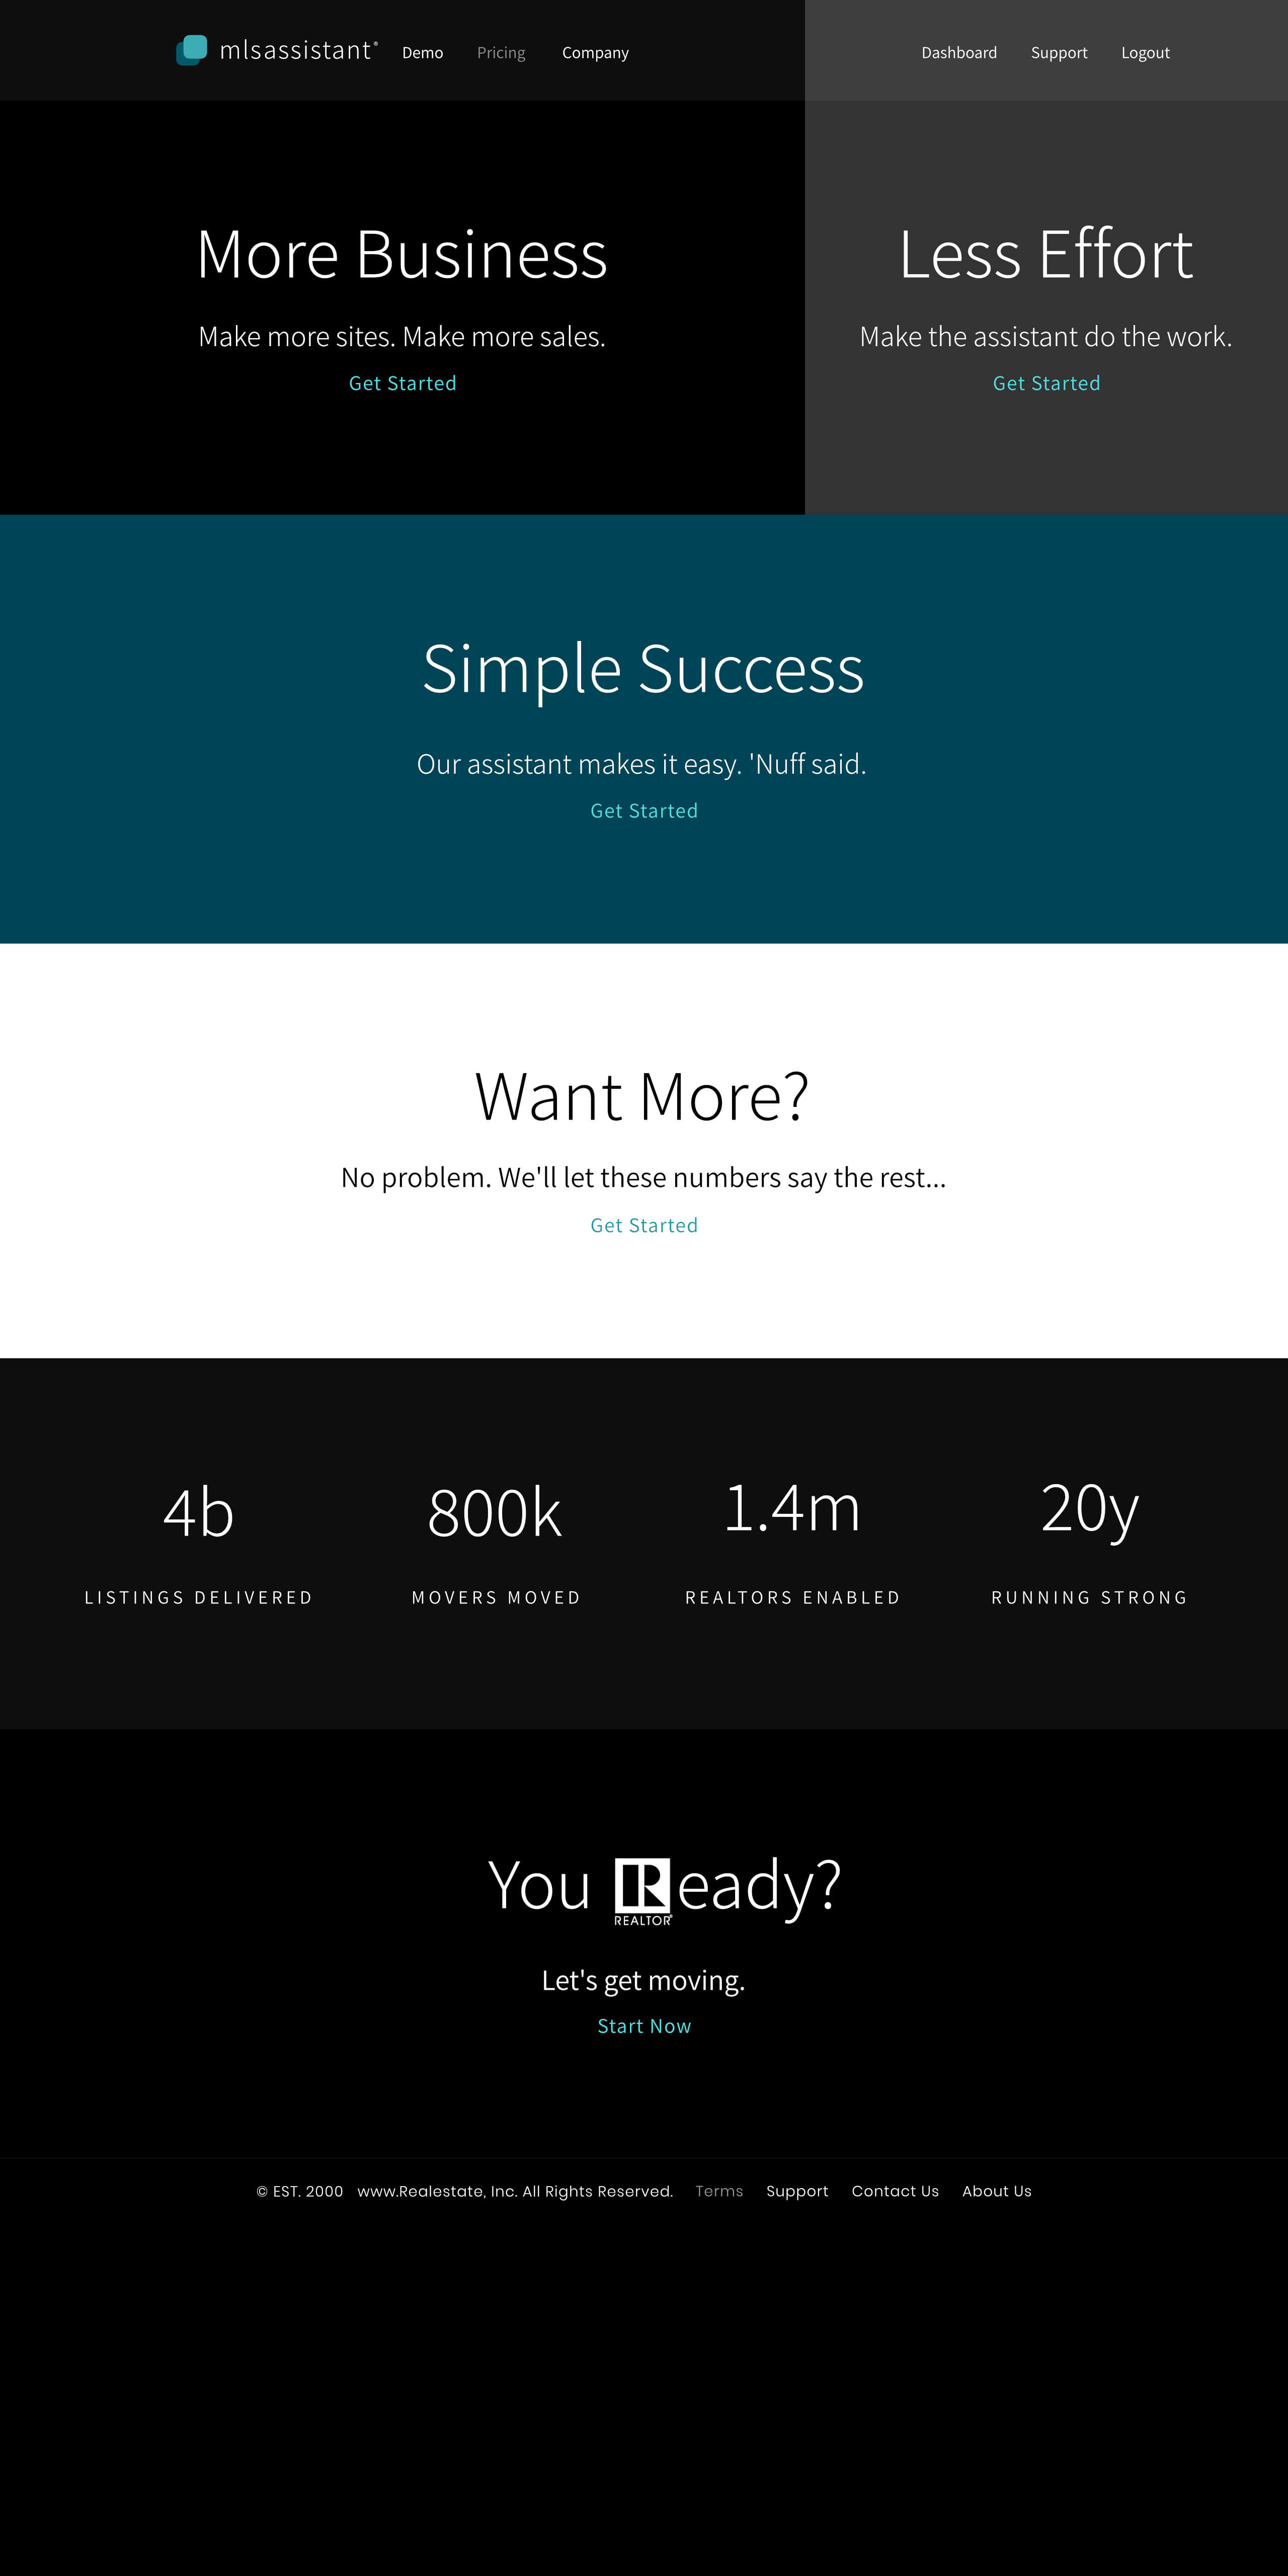 mlsassistant® Demo Pricing Company Dashboard Support Logout
More Business
Make more sites. Make more sales.
Get Started
Less Effort
Make the assistant do the work.
Get Started
Simple Success
Our assistant makes it easy. 'Nuff said.
Get Started
Want More?
No problem. We'll let these numbers say the rest...
Get Started
4b
LISTINGS DELIVERED
800k
MOVERS MOVED
1.4m
REALTORS ENABLED
20y
RUNNING STRONG
You Ready?
REALTOR®
Let's get moving.
Start Now
© EST. 2000 www.Realestate, Inc. All Rights Reserved. Terms Support Contact Us About Us